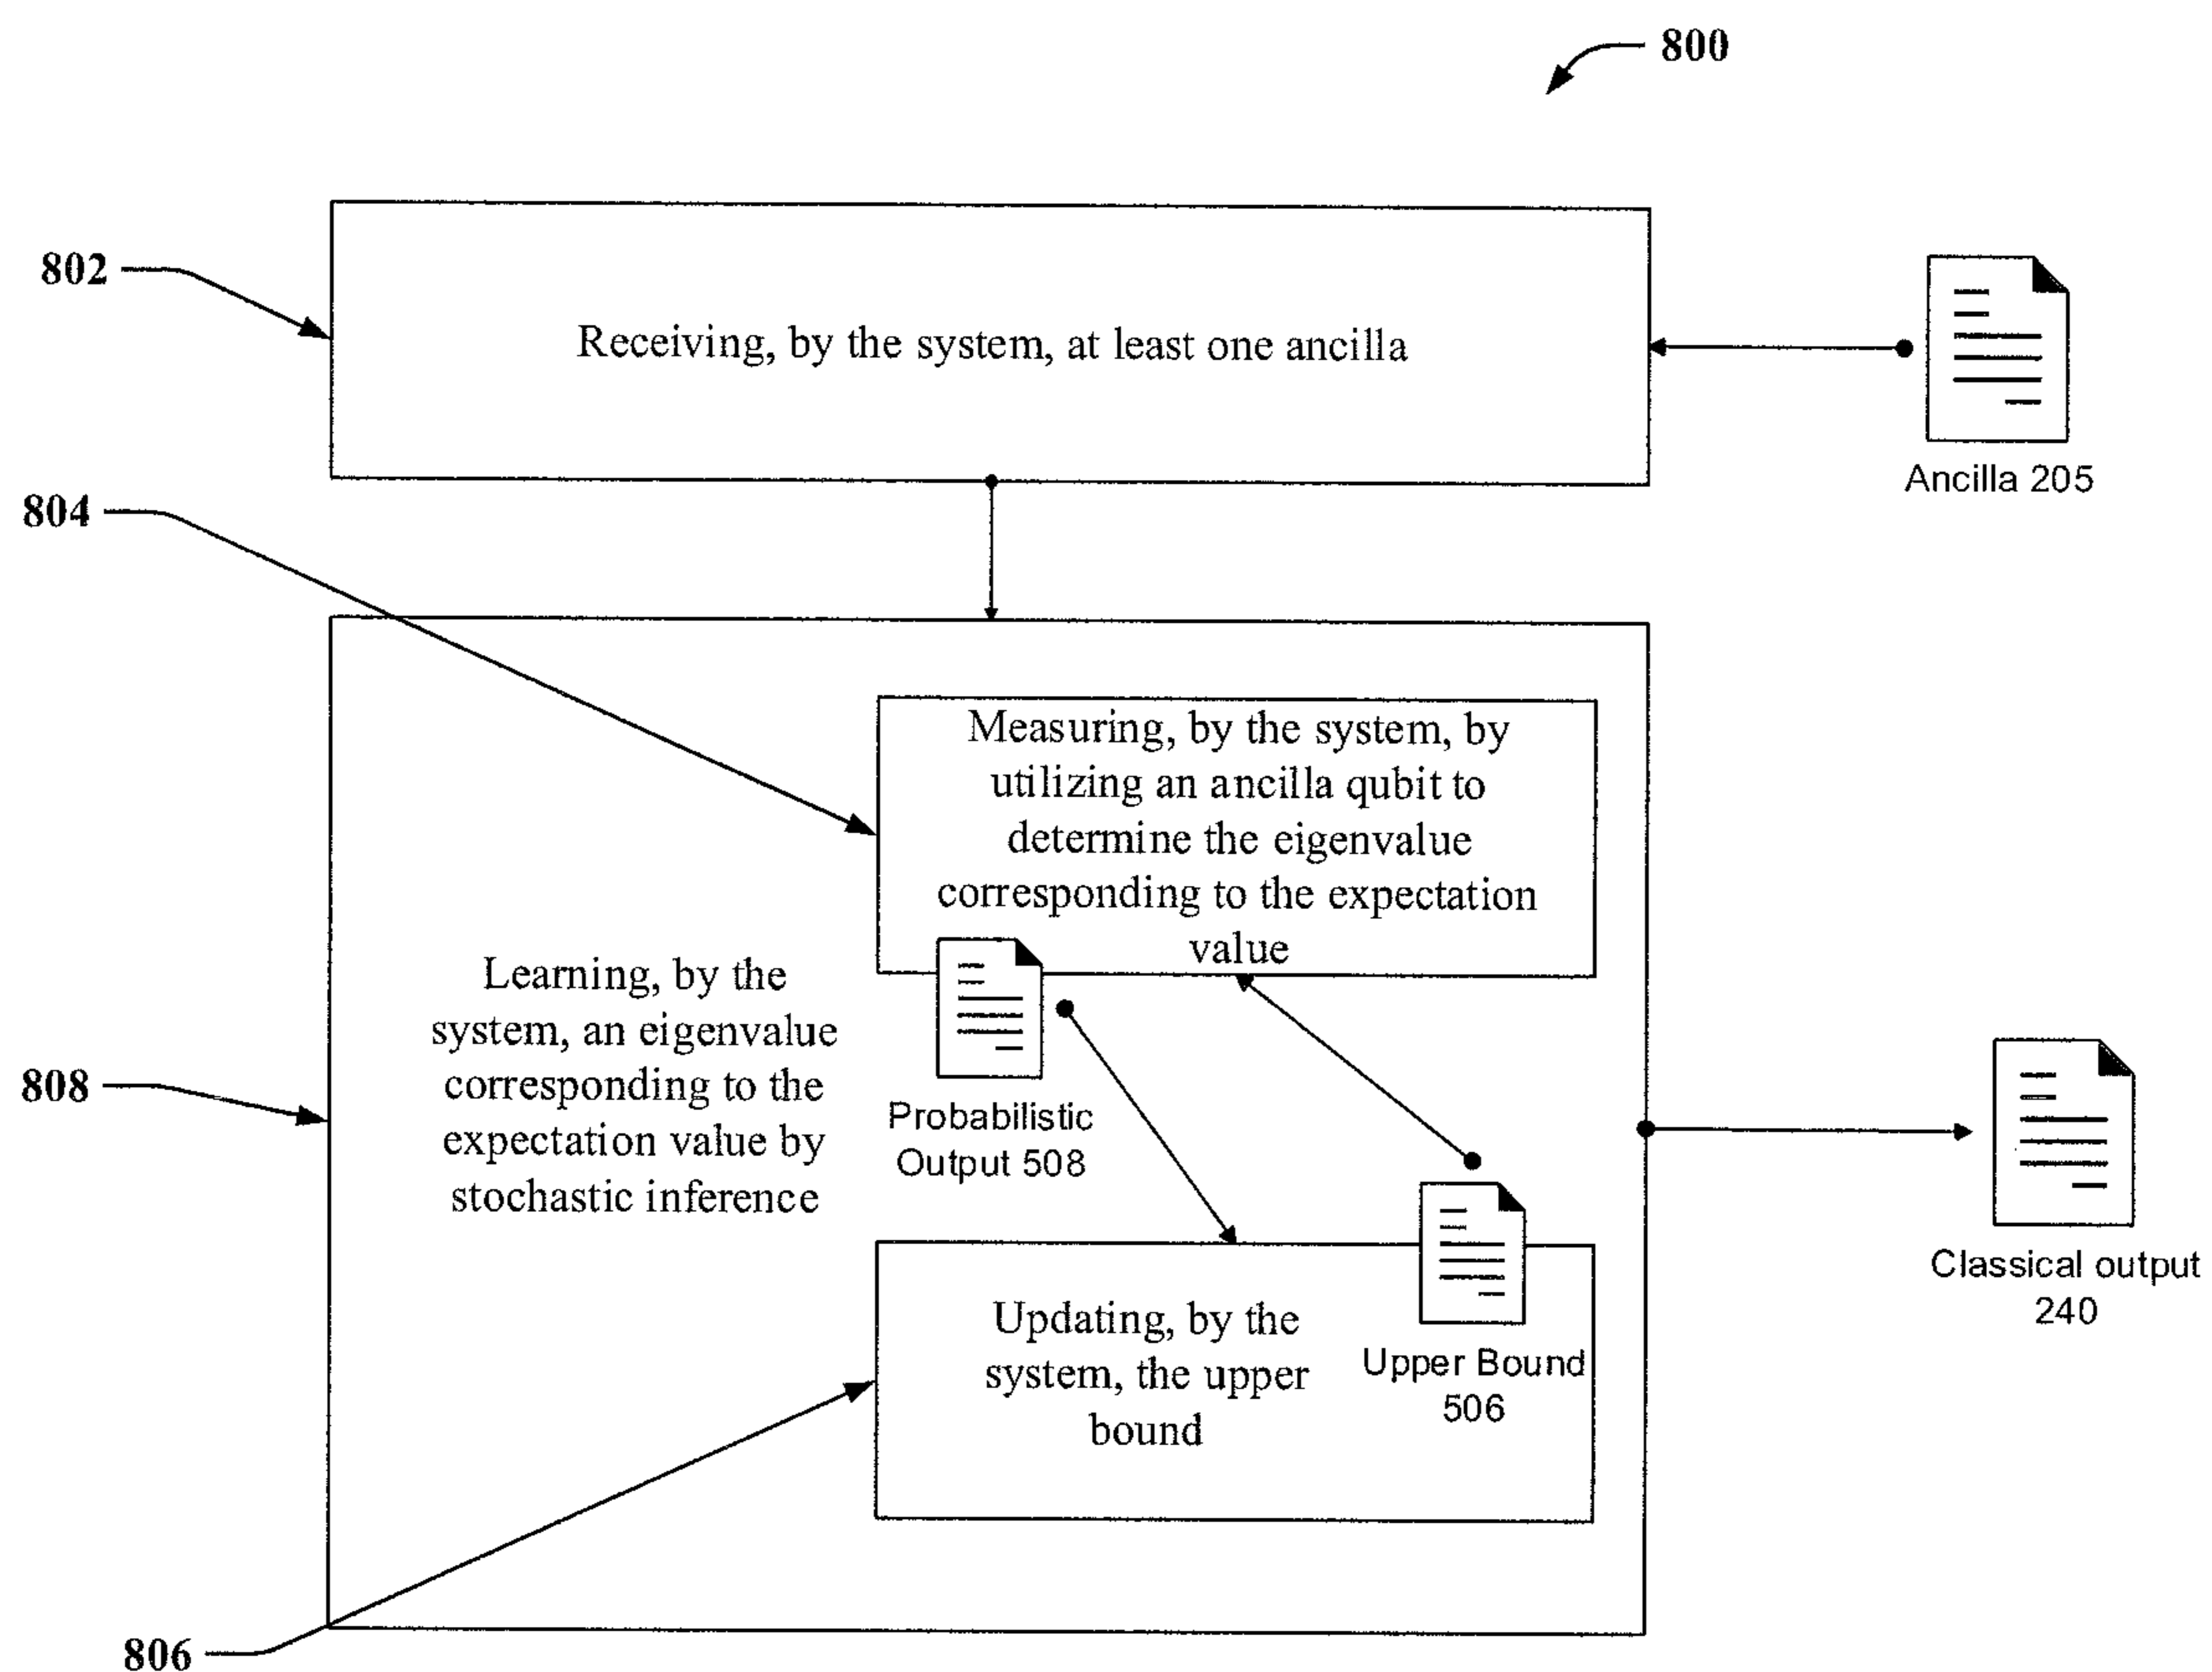 800
802
Receiving, by the system, at least one ancilla
Ancilla 205
804
Measuring, by the system, by
utilizing an ancilla qubit to
determine the eigenvalue
corresponding to the expectation
value
Learning, by the
system, an eigenvalue
corresponding to the
expectation value by
stochastic inference
808
Probabilistic
Output 508
Classical output
240
Updating, by the
system, the upper
bound
Upper Bound
506
806